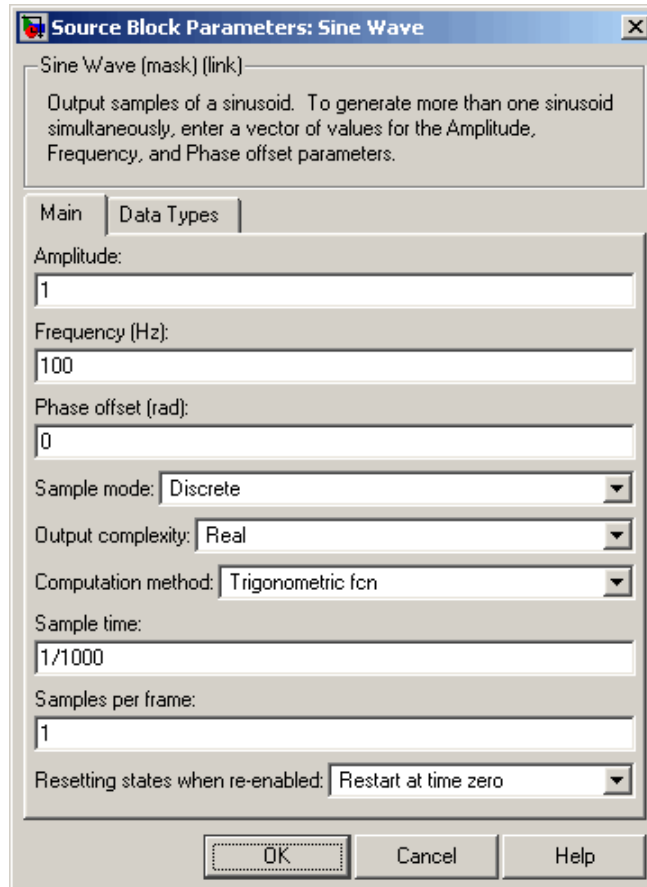 Source Block Parameters: Sine Wave
Sine Wave (mask) (link)
Output samples of a sinusoid. To generate more than one sinusoid
simultaneously, enter a vector of values for the Amplitude,
Frequency, and Phase offset parameters.
Main
Data Types
Amplitude:
1
Frequency (Hz):
100
Phase offset (rad):
0
Sample mode: Discrete
Output complexity: Real
Computation method: Trigonometric fcn
Sample time:
1/1000
Samples per frame:
1
Resetting states when re-enabled: Restart at time zero
OK
Cancel
Help